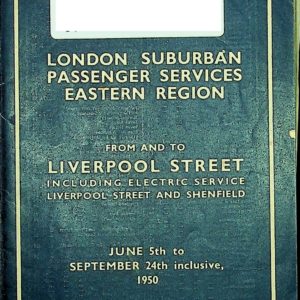 LONDON SUBURBAN
PASSENGER SERVICES
EASTERN REGION
FROM AND TO
LIVERPOOL STREET
INCLUDING ELECTRIC SERVICE
LIVERPOOL STREET AND SHENFIELD
JUNE 5th to
SEPTEMBER 24th inclusive,
1950